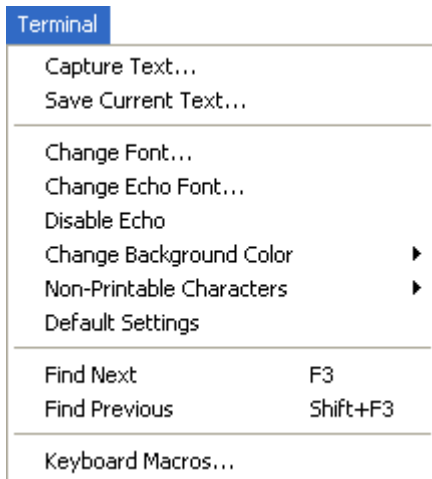 Terminal
Capture Text...
Save Current Text...
Change Font...
Change Echo Font...
Disable Echo
Change Background Color
Non-Printable Characters
Default Settings
Find Next F3
Find Previous Shift+F3
Keyboard Macros...